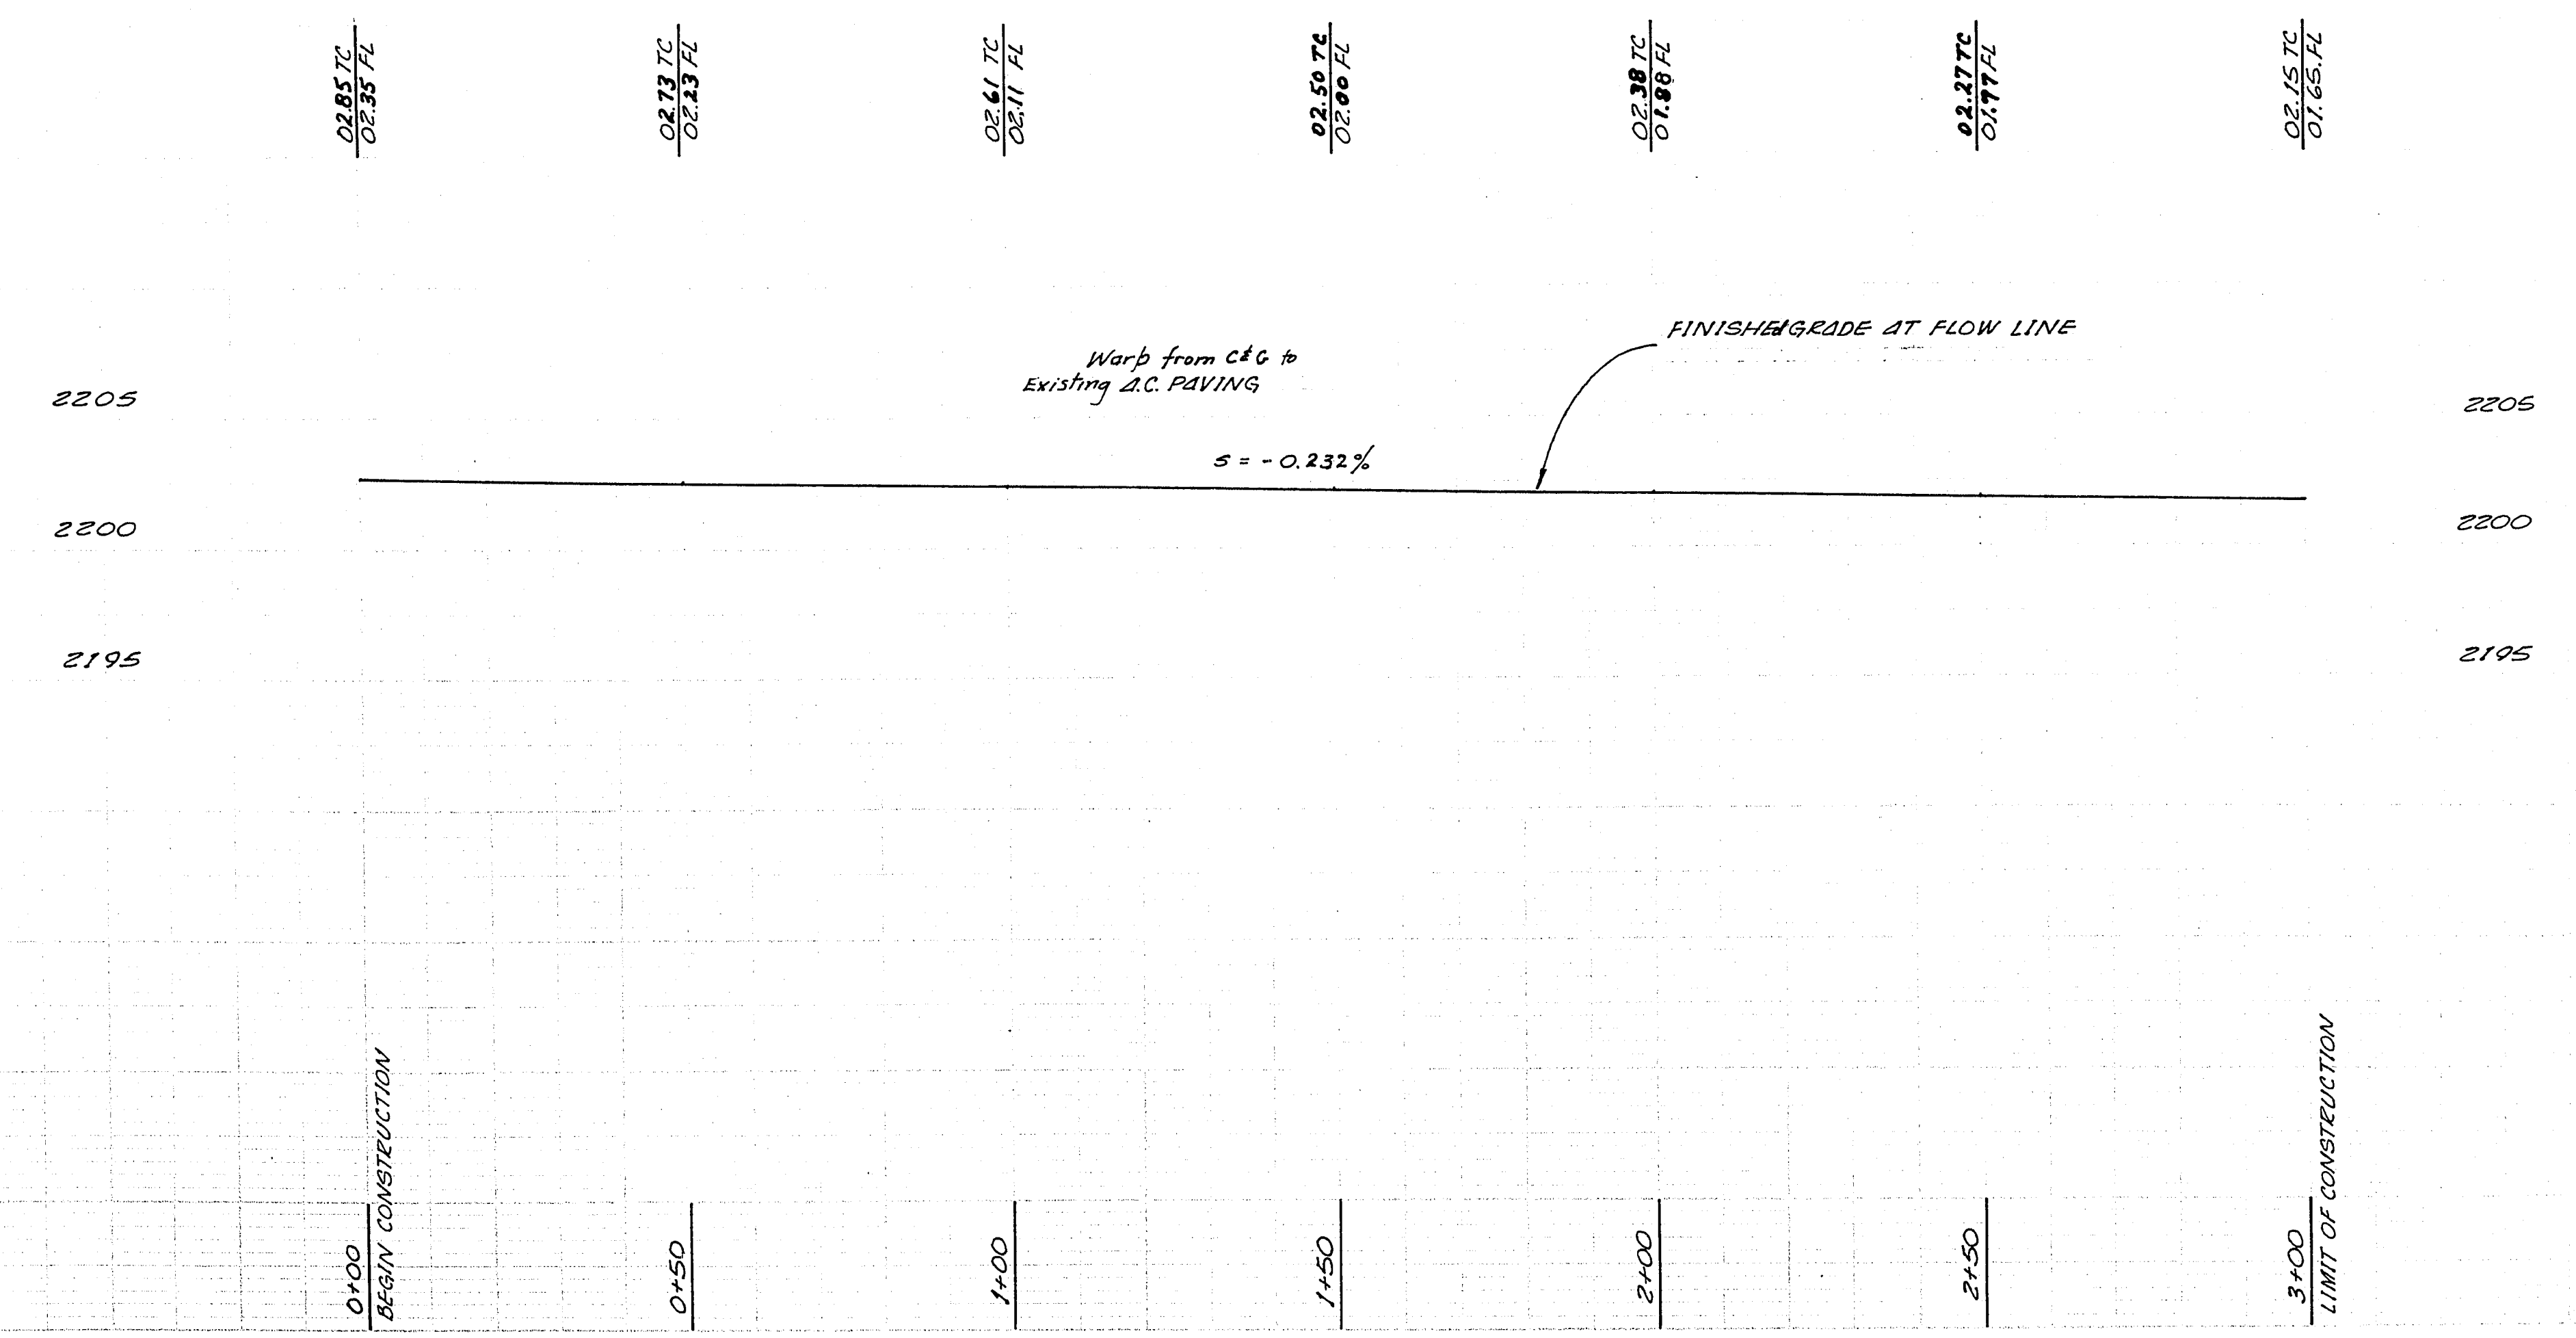 02.85 TC
02.35 FL
02.73 TC
02.23 FL
02.61 TC
02.11 FL
02.50 TC
02.00 FL
02.38 TC
01.88 FL
02.27 TC
01.77 FL
02.15 TC
01.65 FL
FINISHED GRADE AT FLOW LINE
Warp from C & G to
Existing A.C. PAVING
2205
2205
S = -0.232%
2200
2200
2195
2195
0+00
BEGIN CONSTRUCTION
0+50
1+00
1+50
2+00
2+50
3+00
LIMIT OF CONSTRUCTION